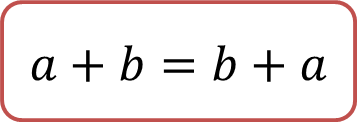 a + b = b + a